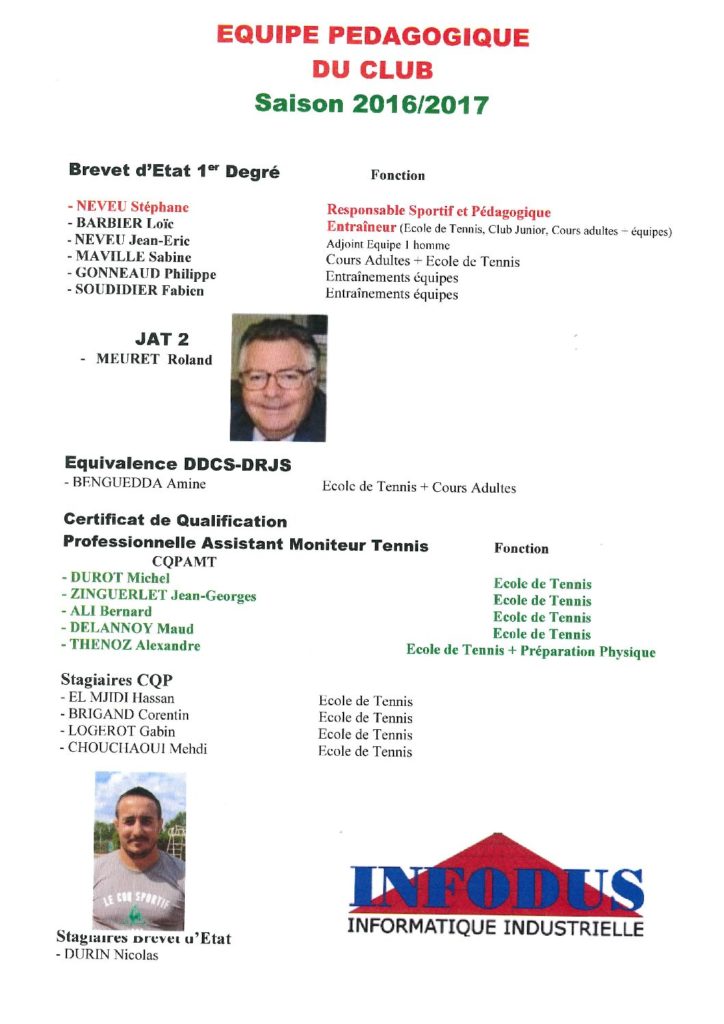 EQUIPE PEDAGOGIQUE
DU CLUB
Saison 2016/2017
Brevet d'Etat 1er Degré Fonction
- NEVEU Stéphane Responsable Sportif et Pédagogique
- BARBIER Loïc Entraîneur (Ecole de Tennis, Club Junior, Cours adultes + équipes)
- NEVEU Jean-Eric Adjoint Equipe 1 homme
- MAVILLE Sabine Cours Adultes + Ecole de Tennis
- GONNEAUD Philippe Entraînements équipes
- SOUDIDIER Fabien Entraînements équipes
JAT 2
- MEURET Roland
Equivalence DDCS-DRJS
- BENGUEDDA Amine Ecole de Tennis + Cours Adultes
Certificat de Qualification
Professionnelle Assistant Moniteur Tennis Fonction
CQPAMT
- DUROT Michel Ecole de Tennis
- ZINGUERLET Jean-Georges Ecole de Tennis
- ALI Bernard Ecole de Tennis
- DELANNOY Maud Ecole de Tennis
- THENOZ Alexandre Ecole de Tennis + Préparation Physique
Stagiaires CQP
- EL MJIDI Hassan Ecole de Tennis
- BRIGAND Corentin Ecole de Tennis
- LOGEROT Gabin Ecole de Tennis
- CHOUCHAOUI Mehdi Ecole de Tennis
LE COQ SPORTIF
INFODUS
INFORMATIQUE INDUSTRIELLE
Stagiaires Brevet d'Etat
- DURIN Nicolas